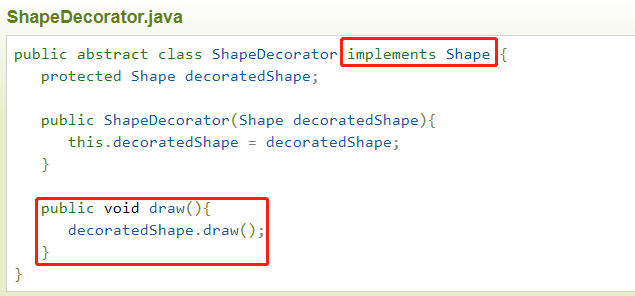 ShapeDecorator.java
public abstract class ShapeDecorator implements Shape {
protected Shape decoratedShape;
public ShapeDecorator(Shape decoratedShape){
this.decoratedShape = decoratedShape;
}
public void draw(){
decoratedShape.draw();
}
}